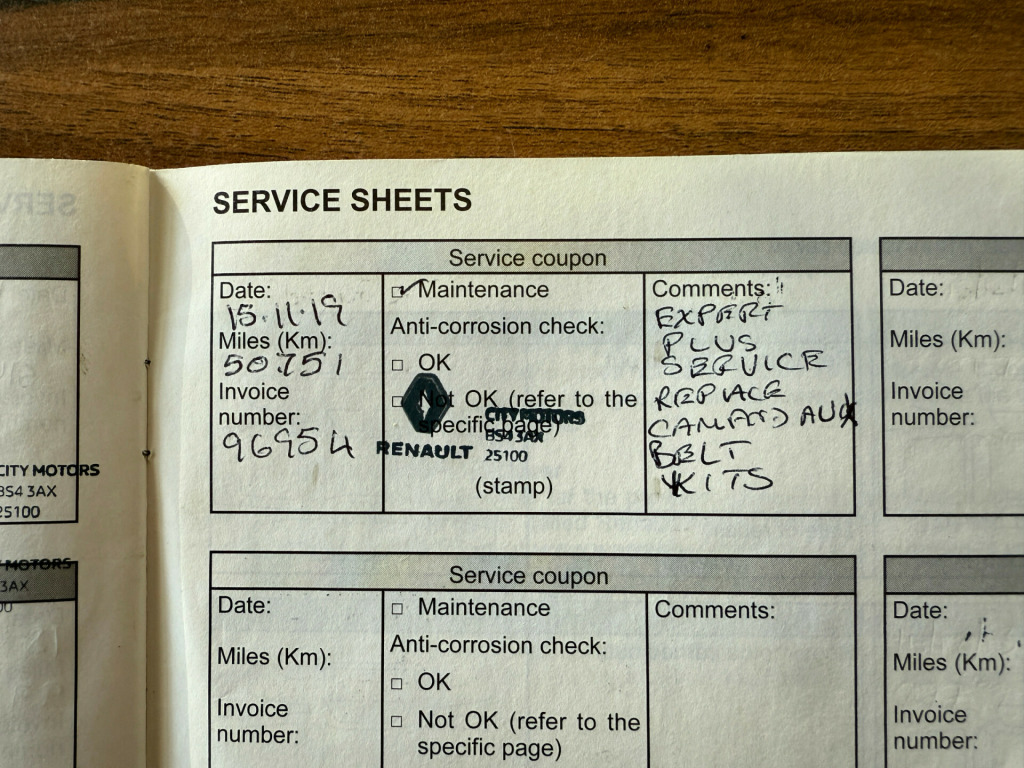 SERVICE SHEETS
Service coupon
Date:
15.11.19
Miles (Km):
50751
Invoice
number:
96954
Maintenance
Anti-corrosion check:
OK
Not OK (refer to the
specific page)
RENAULT
CITY MOTORS
BS4 3AX
25100
(stamp)
Comments:
EXPERT
PLUS
SERVICE
REPLACE
CAM AND AUX
BELT
KITS
CITY MOTORS
BS4 3AX
25100
MOTORS
3AX
Date:
Miles (Km):
Invoice
number:
Service coupon
Date:
Miles (Km):
Invoice
number:
Maintenance
Anti-corrosion check:
OK
Not OK (refer to the
specific page)
Comments:
Date:
Miles (Km):
Invoice
number: